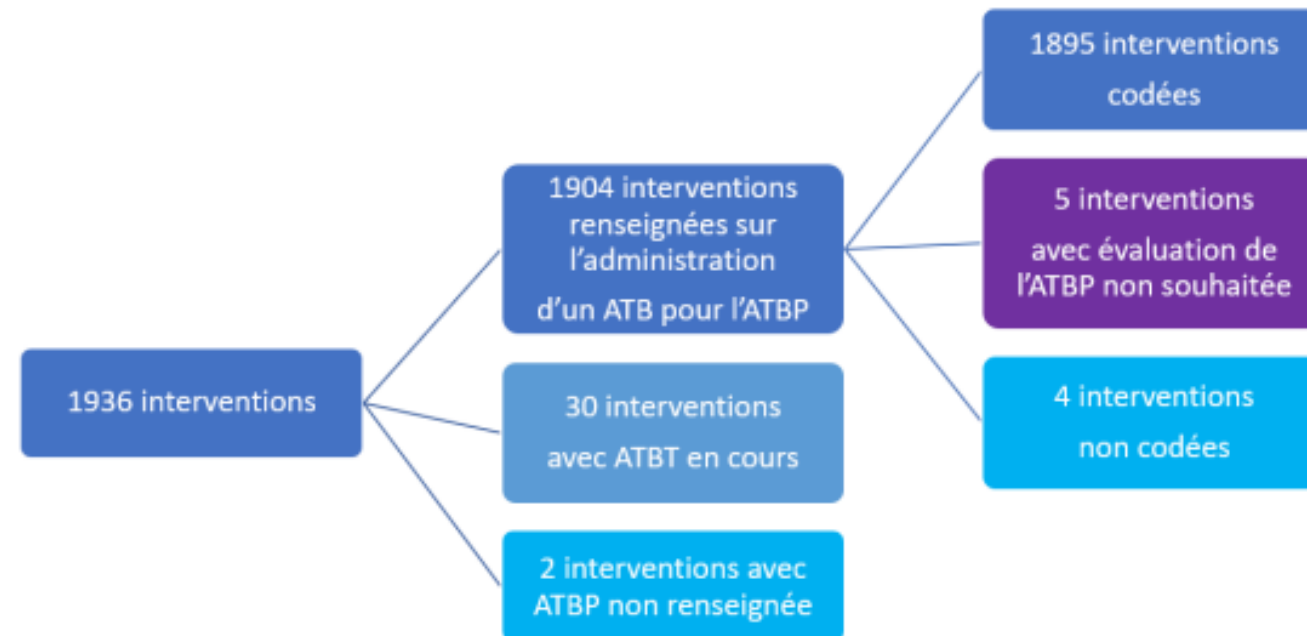 1936 interventions
1904 interventions
renseignées sur
l'administration
d'un ATB pour l'ATBP
30 interventions
avec ATBT en cours
2 interventions avec
ATBP non renseignée
1895 interventions
codées
5 interventions
avec évaluation de
l'ATBP non souhaitée
4 interventions
non codées